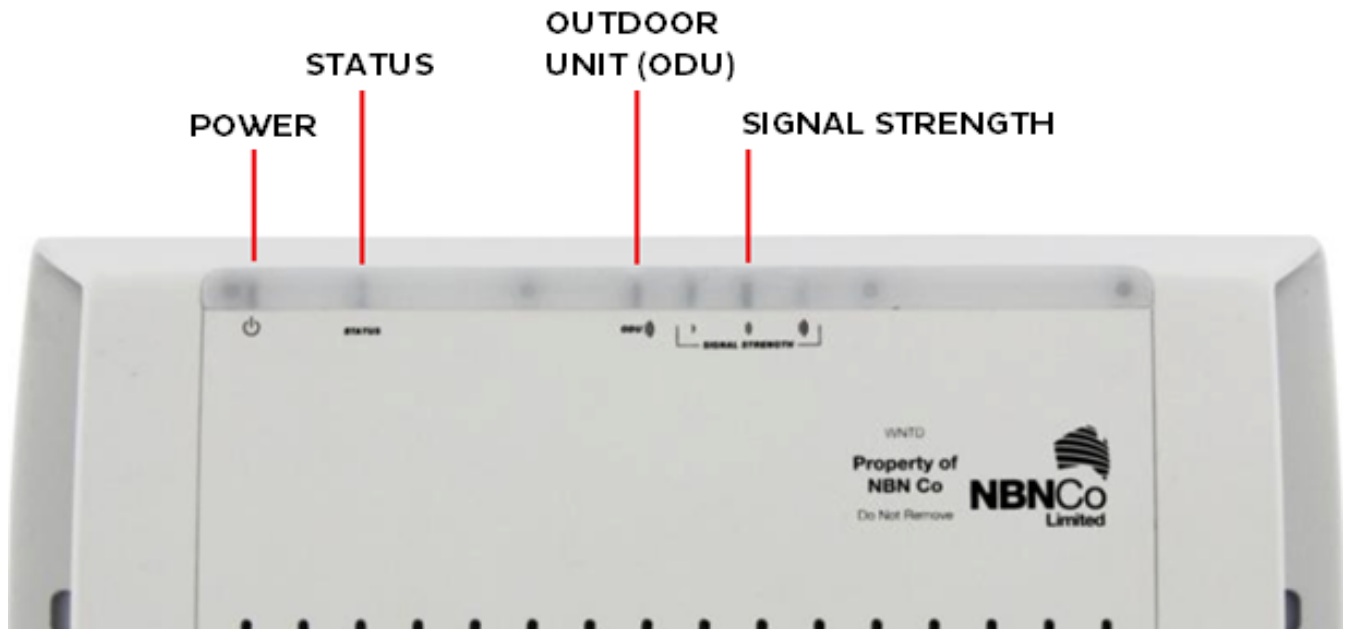 OUTDOOR
UNIT (ODU)
STATUS
POWER
SIGNAL STRENGTH
STATUS
ODU
SIGNAL STRENGTH
WNTD
Property of
NBN Co
Do Not Remove
NBNCo
Limited